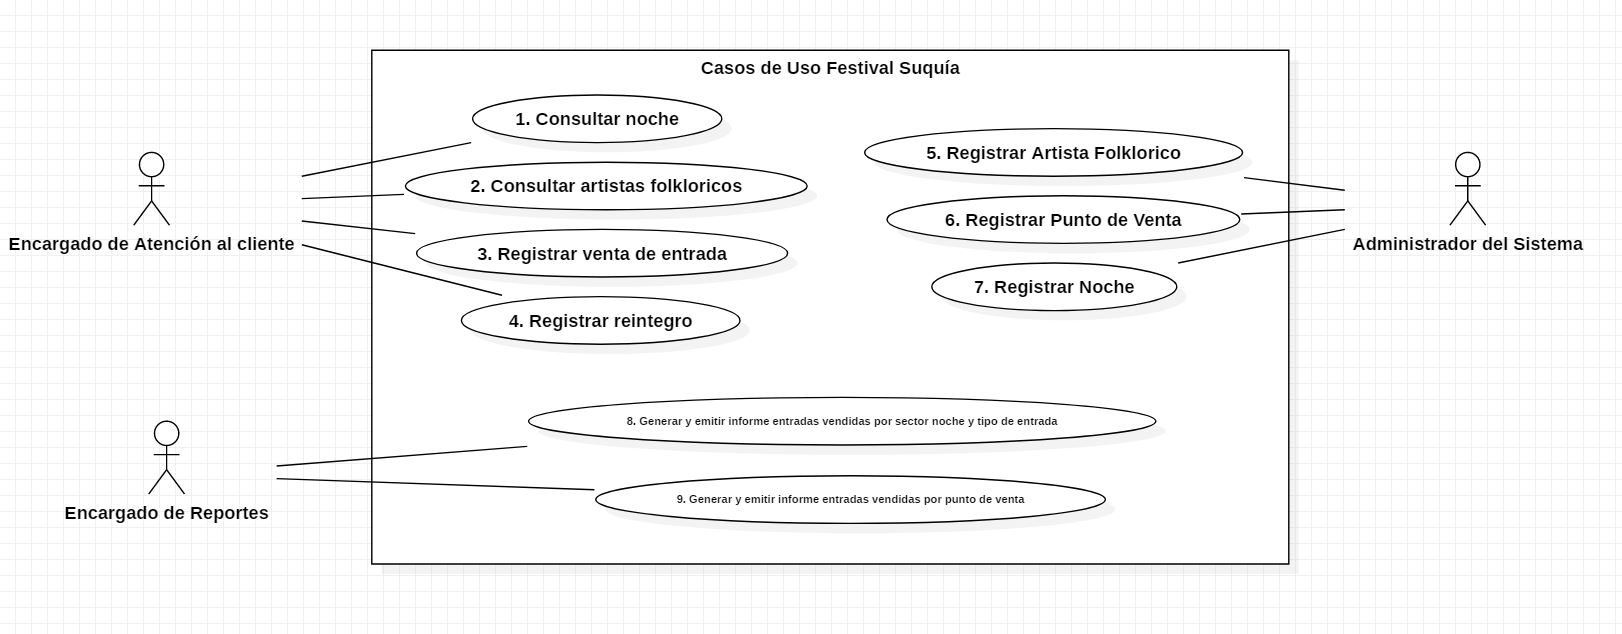 Casos de Uso Festival Suquía
1. Consultar noche
2. Consultar artistas folkloricos
3. Registrar venta de entrada
4. Registrar reintegro
5. Registrar Artista Folklorico
6. Registrar Punto de Venta
7. Registrar Noche
Encargado de Atención al cliente
Administrador del Sistema
8. Generar y emitir informe entradas vendidas por sector noche y tipo de entrada
9. Generar y emitir informe entradas vendidas por punto de venta
Encargado de Reportes